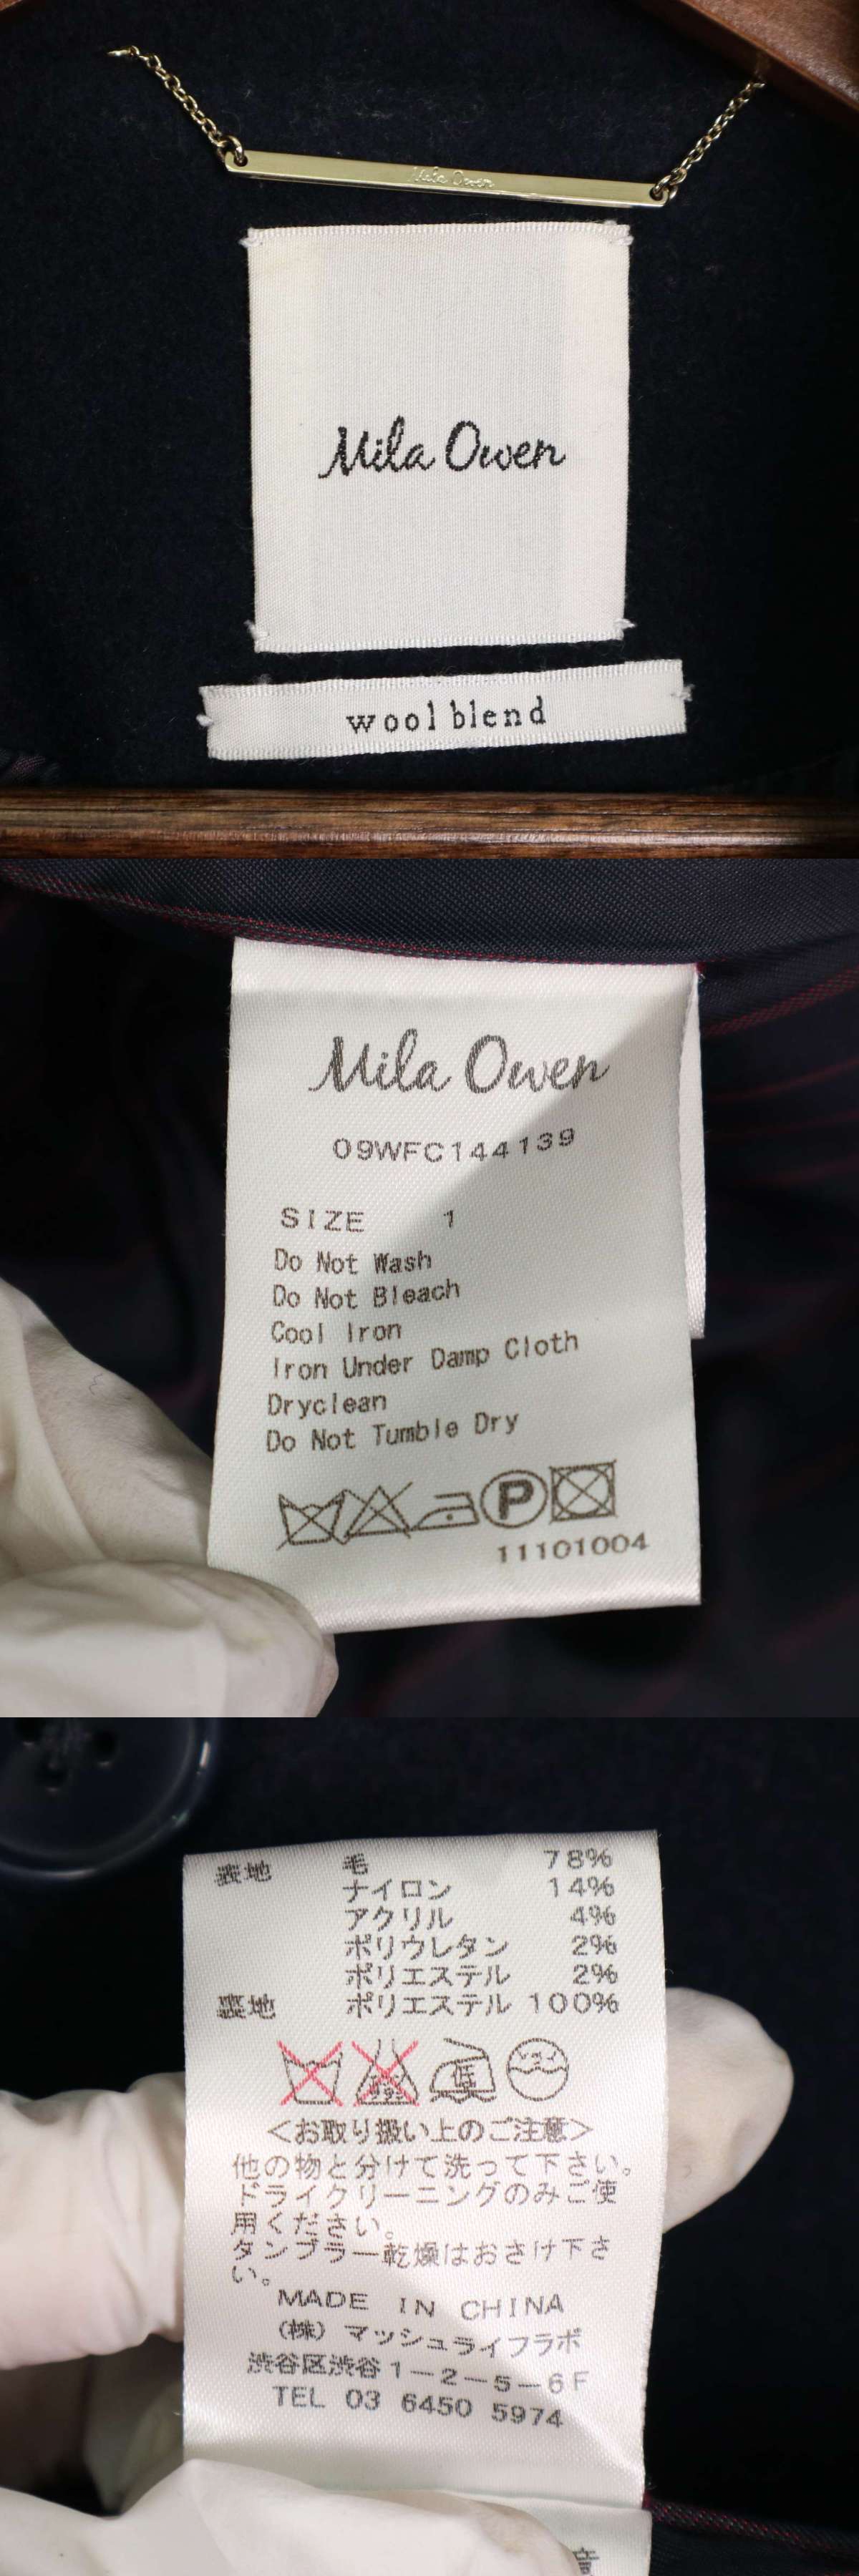 Mila Owen
Mila Owen
wool blend
Mila Owen
09WFC144139
SIZE 1
Do Not Wash
Do Not Bleach
Cool Iron
Iron Under Damp Cloth
Dryclean
Do Not Tumble Dry
P
11101004
表地 毛 78%
ナイロン 14%
アクリル 4%
ポリウレタン 2%
ポリエステル 2%
裏地 ポリエステル 100%
低
<お取り扱い上のご注意>
他の物と分けて洗って下さい。
ドライクリーニングのみご使
用ください。
タンブラー乾燥はおさけ下さ
い。
MADE IN CHINA
(株) マッシュライフラボ
渋谷区渋谷1-2-5-6F
TEL 03 6450 5974